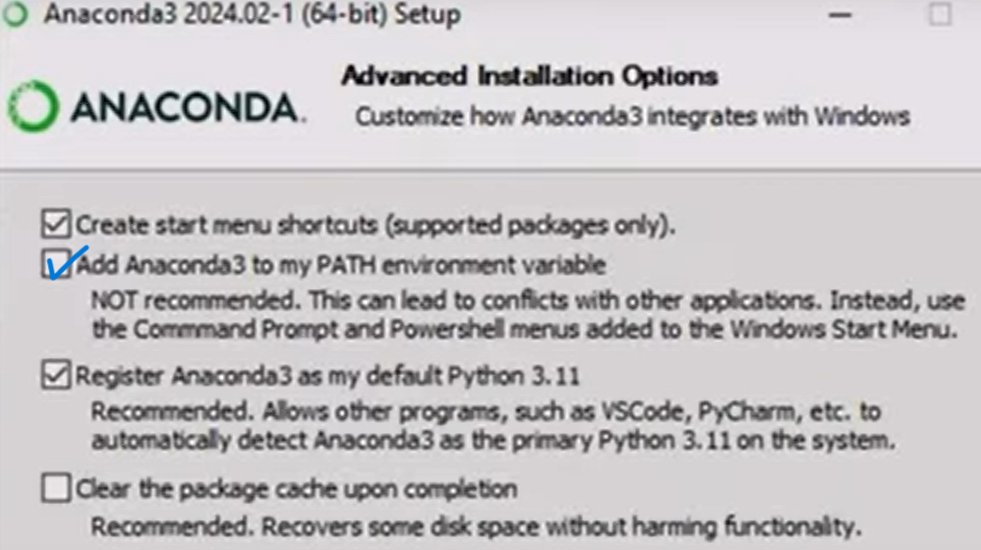 Anaconda3 2024.02-1 (64-bit) Setup
Advanced Installation Options
ANACONDA.
Customize how Anaconda3 integrates with Windows
Create start menu shortcuts (supported packages only).
Add Anaconda3 to my PATH environment variable
NOT recommended. This can lead to conflicts with other applications. Instead, use
the Commmand Prompt and Powershell menus added to the Windows Start Menu.
Register Anaconda3 as my default Python 3.11
Recommended. Allows other programs, such as VSCode, PyCharm, etc. to
automatically detect Anaconda3 as the primary Python 3.11 on the system.
Clear the package cache upon completion
Recommended. Recovers some disk space without harming functionality.